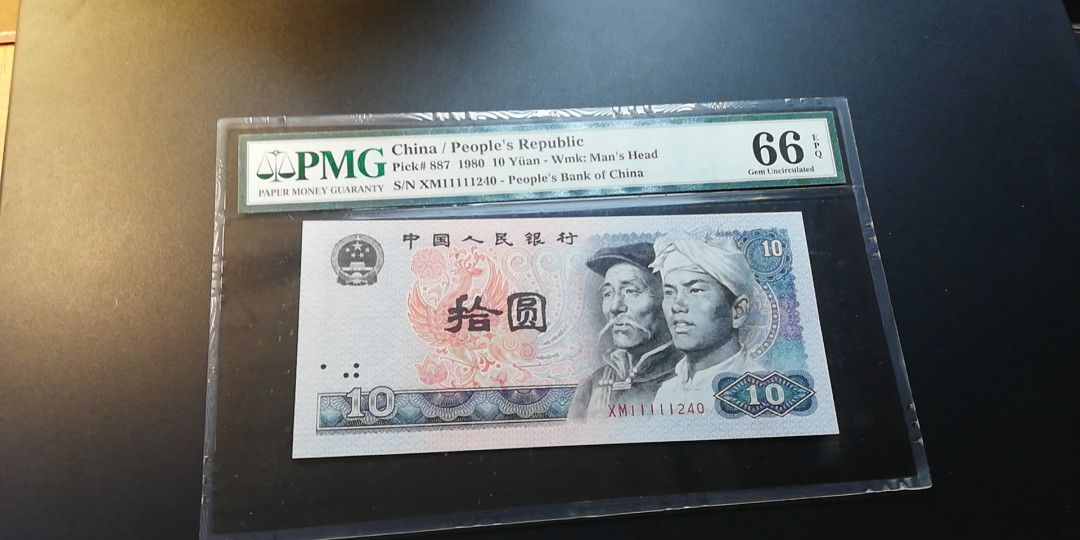 PMG
PAPER MONEY GUARANTY
China / People's Republic
Pick# 887 1980 10 Yüan - Wmk: Man's Head
S/N XM11111240 - People's Bank of China
66 EPQ
Gem Uncirculated
中国人民银行
10
拾圆
10
XM11111240
10